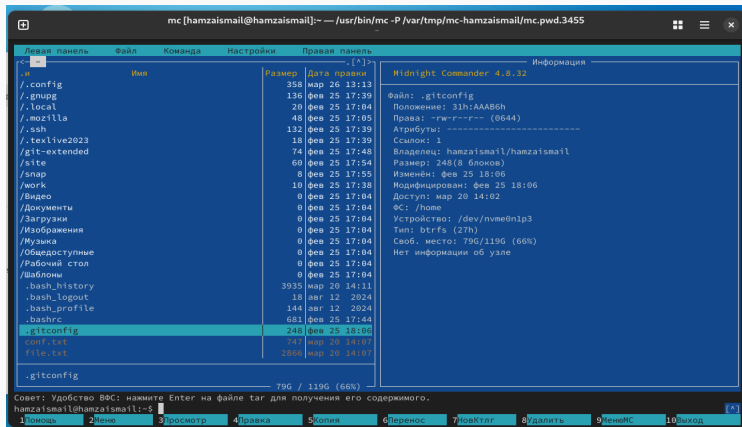 mc [hamzaismail@hamzaismail]:~ — /usr/bin/mc -P /var/tmp/mc-hamzaismail/mc.pwd.3455
Левая панель Файл Команда Настройки Правая панель
<— ~ .[^]>
.и Имя Размер Дата правки
/.config 358 мар 26 13:13
/.gnupg 136 фев 25 17:39
/.local 20 фев 25 17:04
/.mozilla 48 фев 25 17:05
/.ssh 132 фев 25 17:39
/.texlive2023 18 фев 25 17:39
/git-extended 74 фев 25 17:48
/site 60 фев 25 17:54
/snap 8 фев 25 17:55
/work 10 фев 25 17:38
/Видео 0 фев 25 17:04
/Документы 0 фев 25 17:04
/Загрузки 0 фев 25 17:04
/Изображения 0 фев 25 17:04
/Музыка 0 фев 25 17:04
/Общедоступные 0 фев 25 17:04
/Рабочий стол 0 фев 25 17:04
/Шаблоны 0 фев 25 17:04
.bash_history 3935 мар 20 14:11
.bash_logout 18 авг 12 2024
.bash_profile 144 авг 12 2024
.bashrc 681 фев 25 17:44
.gitconfig 248 фев 25 18:06
conf.txt 747 мар 20 14:07
file.txt 2866 мар 20 14:07
.gitconfig
79G / 119G (66%)
Информация
Midnight Commander 4.8.32
Файл: .gitconfig
Положение: 31h:AAAB6h
Права: -rw-r--r-- (0644)
Атрибуты: -------------------------
Ссылок: 1
Владелец: hamzaismail/hamzaismail
Размер: 248(8 блоков)
Изменён: фев 25 18:06
Модифицирован: фев 25 18:06
Доступ: мар 20 14:02
ФС: /home
Устройство: /dev/nvme0n1p3
Тип: btrfs (27h)
Своб. место: 79G/119G (66%)
Нет информации об узле
Совет: Удобство ВФС: нажмите Enter на файле tar для получения его содержимого.
hamzaismail@hamzaismail:~$ [^]
1Помощь 2Меню 3Просмотр 4Правка 5Копия 6Перенос 7НовКтлг 8Удалить 9МенюMC 10Выход